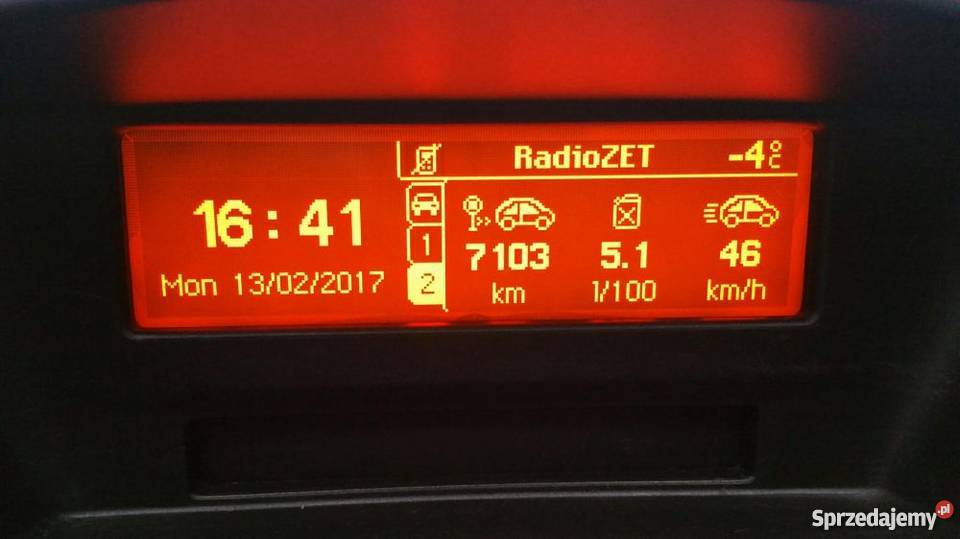 RadioZET -4°C
16:41
Mon 13/02/2017
1
2
7103 5.1 46
km l/100 km/h
Sprzedajemy.pl